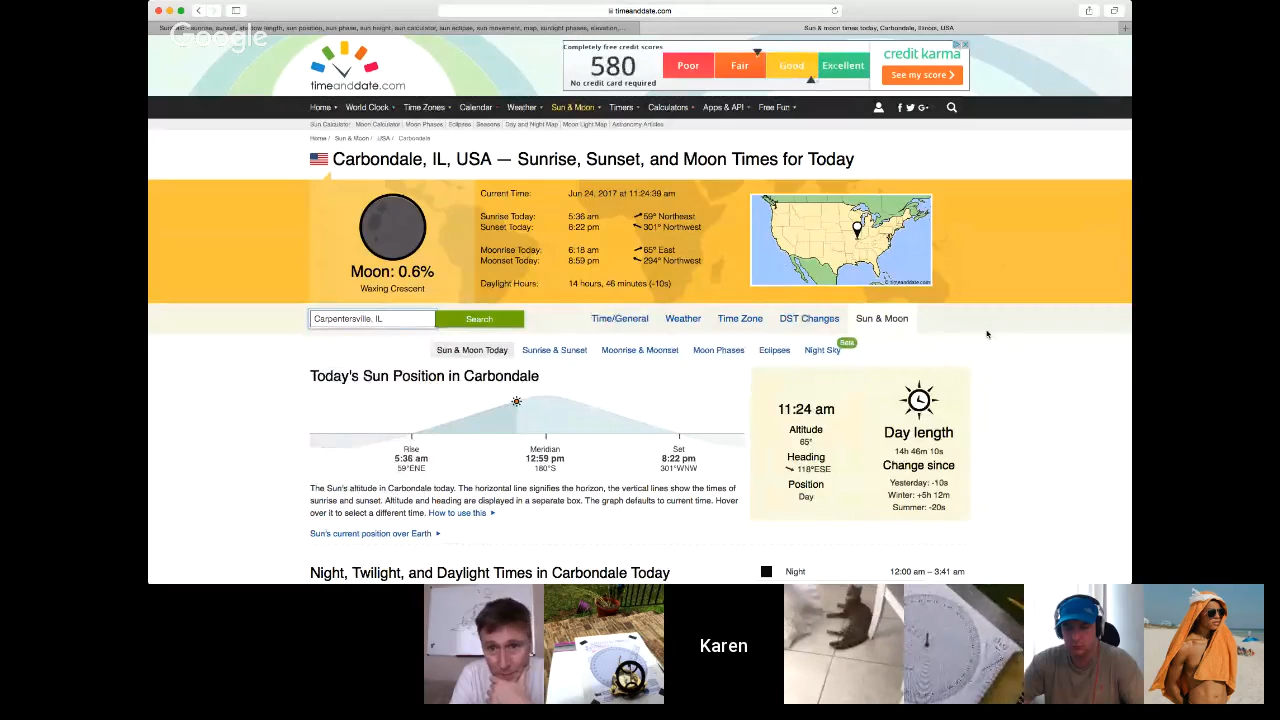 timeanddate.com
Sun & moon times today, Carbondale, Illinois, USA
Google
Completely free credit scores
580
No credit card required
Poor
Fair
Good
Excellent
credit karma
See my score
timeanddate.com
Home
World Clock
Time Zones
Calendar
Weather
Sun & Moon
Timers
Calculators
Apps & API
Free Fun
Sun Calculator
Moon Calculator
Moon Phases
Eclipses
Seasons
Day and Night Map
Moon Light Map
Astronomy Articles
Home / Sun & Moon / USA / Carbondale
Carbondale, IL, USA — Sunrise, Sunset, and Moon Times for Today
Moon: 0.6%
Waxing Crescent
Current Time: Jun 24, 2017 at 11:24:39 am
Sunrise Today: 5:36 am 59° Northeast
Sunset Today: 8:22 pm 301° Northwest
Moonrise Today: 6:18 am 65° East
Moonset Today: 8:59 pm 294° Northwest
Daylight Hours: 14 hours, 46 minutes (-10s)
© timeanddate.com
Carpentersville, IL
Search
Time/General
Weather
Time Zone
DST Changes
Sun & Moon
Sun & Moon Today
Sunrise & Sunset
Moonrise & Moonset
Moon Phases
Eclipses
Night Sky
Beta
Today's Sun Position in Carbondale
Rise
5:36 am
59°ENE
Meridian
12:59 pm
180°S
Set
8:22 pm
301°WNW
11:24 am
Altitude
65°
Heading
118°ESE
Position
Day
Day length
14h 46m 10s
Change since
Yesterday: -10s
Winter: +5h 12m
Summer: -20s
The Sun's altitude in Carbondale today. The horizontal line signifies the horizon, the vertical lines show the times of
sunrise and sunset. Altitude and heading are displayed in a separate box. The graph defaults to current time. Hover
over it to select a different time. How to use this
Sun's current position over Earth
Night, Twilight, and Daylight Times in Carbondale Today
Night 12:00 am – 3:41 am
Karen